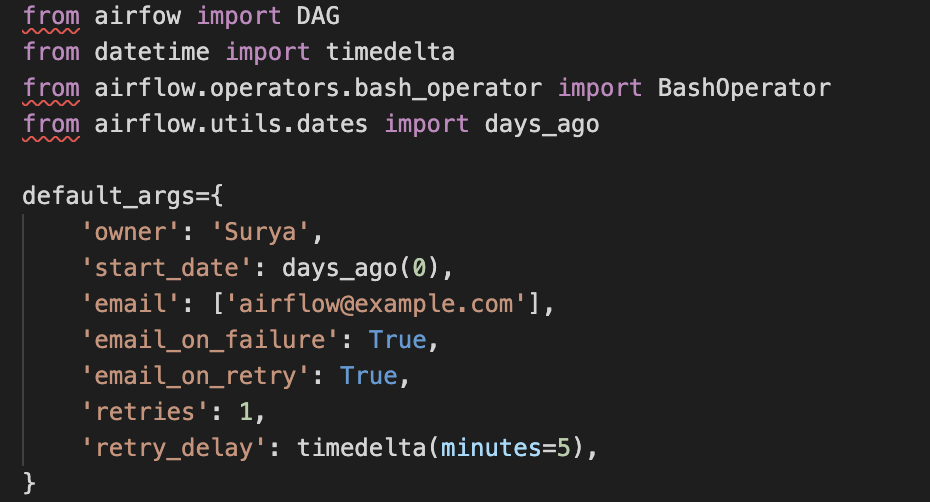 from airfow import DAG
from datetime import timedelta
from airflow.operators.bash_operator import BashOperator
from airflow.utils.dates import days_ago
default_args={
    'owner': 'Surya',
    'start_date': days_ago(0),
    'email': ['airflow@example.com'],
    'email_on_failure': True,
    'email_on_retry': True,
    'retries': 1,
    'retry_delay': timedelta(minutes=5),
}